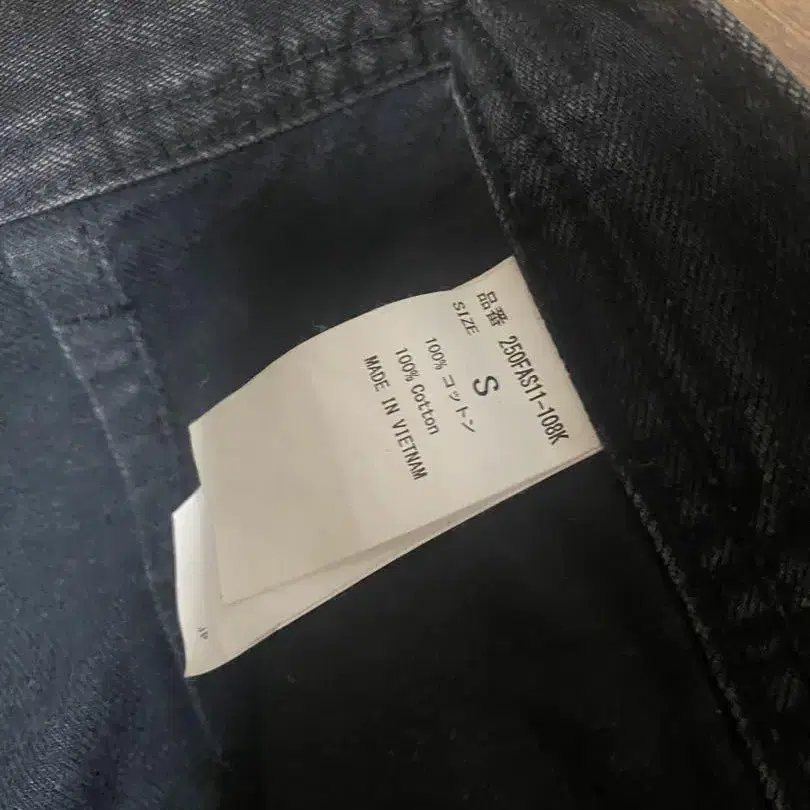 品番 250FAS11-108K
SIZE S
100% コットン
100% Cotton
MADE IN VIETNAM